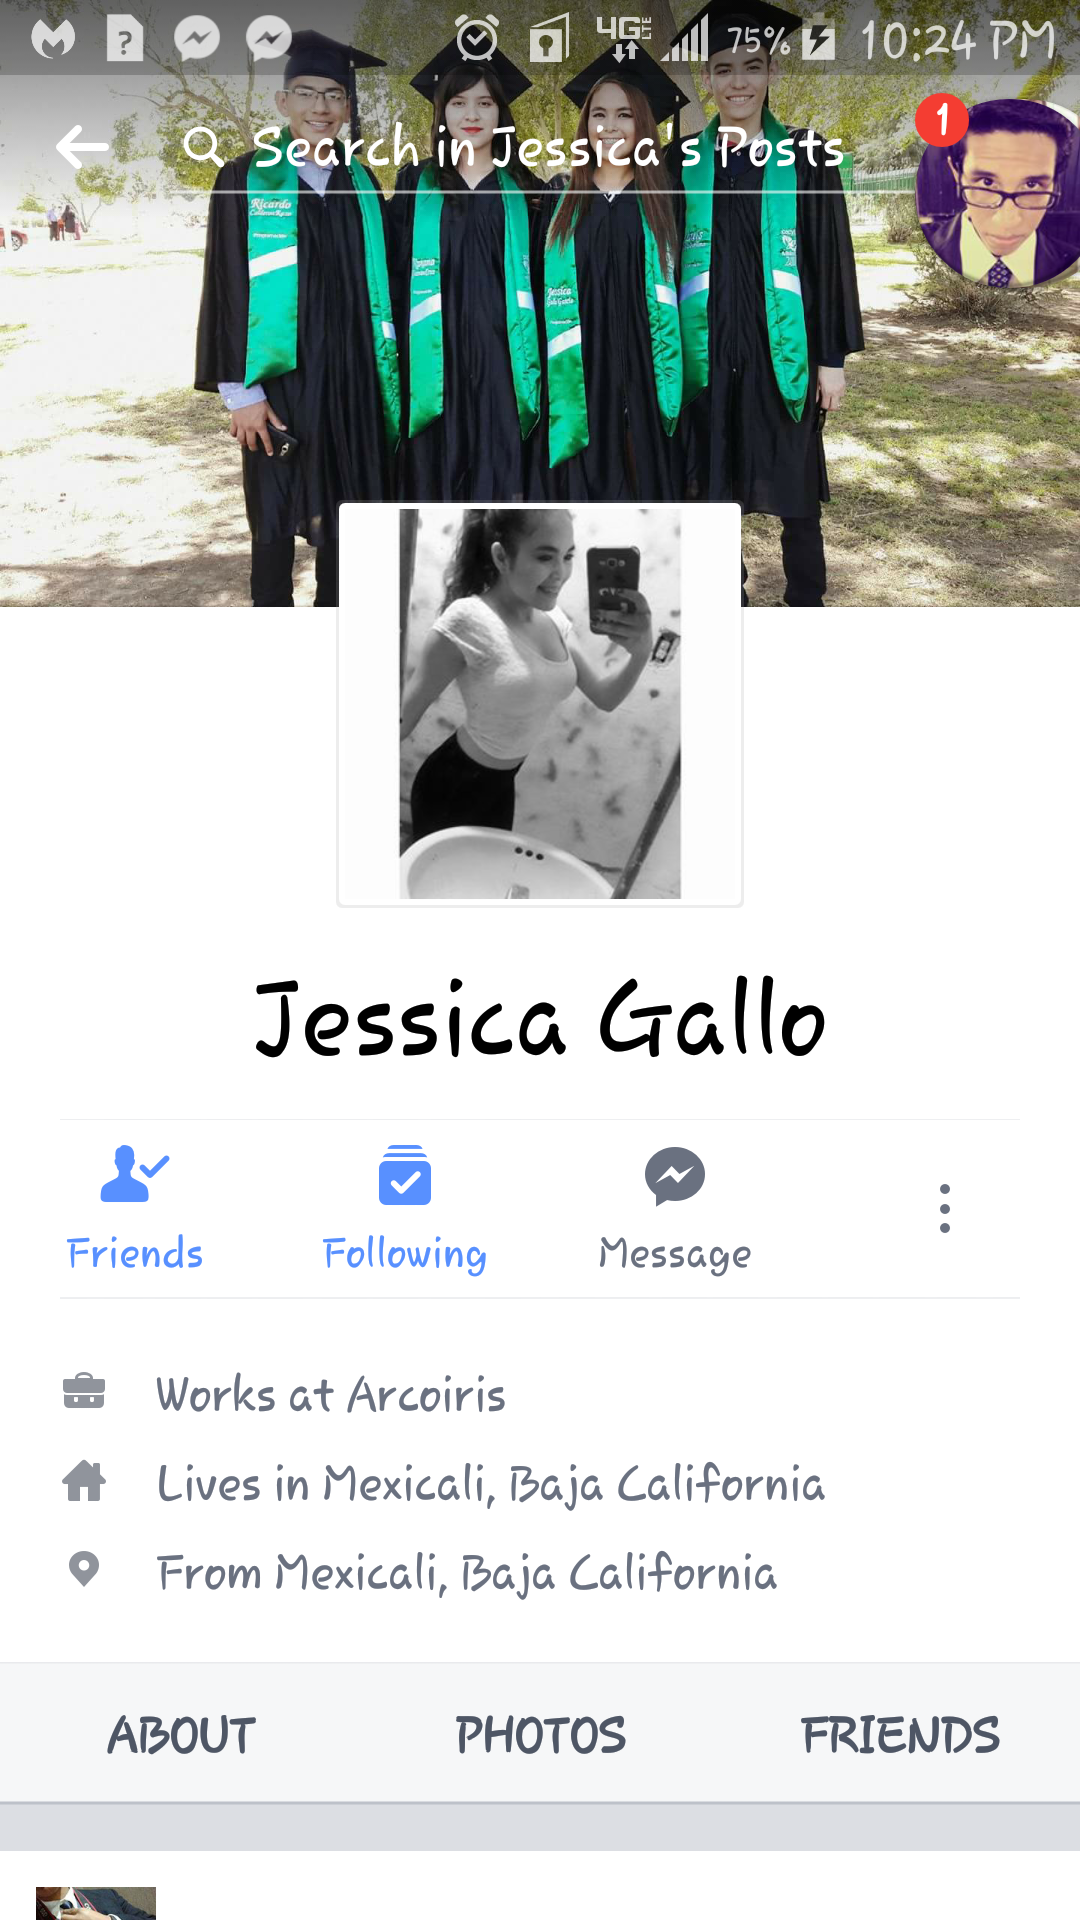 ? 4G LTE 75% 10:24 PM
1
Search in Jessica's Posts
Ricardo
Jessica
Jessica Gallo
Friends Following Message
Works at Arcoiris
Lives in Mexicali, Baja California
From Mexicali, Baja California
ABOUT PHOTOS FRIENDS